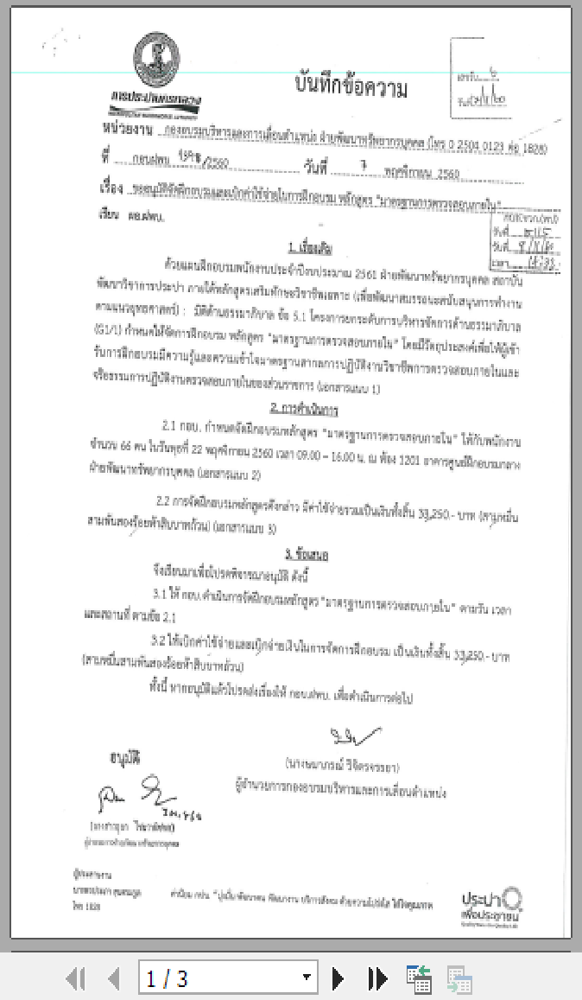 บันทึกข้อความ
การประปานครหลวง
หน่วยงาน กองอบรมบริหารและการเลื่อนตำแหน่ง ฝ่ายพัฒนาทรัพยากรบุคคล (โทร 0 2504 0123 ต่อ 1828)
ที่ กอบฝพบ /2560 วันที่ 7 พฤศจิกายน 2560
เรื่อง ขออนุมัติจัดฝึกอบรมและเบิกค่าใช้จ่ายในการฝึกอบรม หลักสูตร "มาตรฐานการตรวจสอบภายใน"
เรียน ผอ.ฝพบ.
วันที่
วันที่
เวลา
1. เรื่องเดิม
ด้วยแผนฝึกอบรมพนักงานประจำปีงบประมาณ 2561 ฝ่ายพัฒนาทรัพยากรบุคคล สถาบัน
พัฒนาวิชาการประปา ภายใต้หลักสูตรเสริมทักษะวิชาชีพเฉพาะ (เพื่อพัฒนาสมรรถนะสนับสนุนการทำงาน
ตามแนวยุทธศาสตร์) : มิติด้านธรรมาภิบาล ข้อ 5.1 โครงการยกระดับการบริหารจัดการด้านธรรมาภิบาล
(G1/1) กำหนดให้จัดการฝึกอบรม หลักสูตร "มาตรฐานการตรวจสอบภายใน" โดยมีวัตถุประสงค์เพื่อให้ผู้เข้า
รับการฝึกอบรมมีความรู้และความเข้าใจมาตรฐานสากลการปฏิบัติงานวิชาชีพการตรวจสอบภายในและ
จริยธรรมการปฏิบัติงานตรวจสอบภายในของส่วนราชการ (เอกสารแนบ 1)
2. การดำเนินการ
2.1 กอบ. กำหนดจัดฝึกอบรมหลักสูตร "มาตรฐานการตรวจสอบภายใน" ให้กับพนักงาน
จำนวน 66 คน ในวันพุธที่ 22 พฤศจิกายน 2560 เวลา 09.00 – 16.00 น. ณ ห้อง 1201 อาคารศูนย์ฝึกอบรมกลาง
ฝ่ายพัฒนาทรัพยากรบุคคล (เอกสารแนบ 2)
2.2 การจัดฝึกอบรมหลักสูตรดังกล่าว มีค่าใช้จ่ายรวมเป็นเงินทั้งสิ้น 33,250.- บาท (สามหมื่น
สามพันสองร้อยห้าสิบบาทถ้วน) (เอกสารแนบ 3)
3. ข้อเสนอ
จึงเรียนมาเพื่อโปรดพิจารณาอนุมัติ ดังนี้
3.1 ให้ กอบ.ดำเนินการจัดฝึกอบรมหลักสูตร "มาตรฐานการตรวจสอบภายใน" ตามวัน เวลา
และสถานที่ ตามข้อ 2.1
3.2 ให้เบิกค่าใช้จ่ายและเบิกจ่ายเงินในการจัดการฝึกอบรม เป็นเงินทั้งสิ้น 33,250.- บาท
(สามหมื่นสามพันสองร้อยห้าสิบบาทถ้วน)
ทั้งนี้ หากอนุมัติแล้วโปรดส่งเรื่องให้ กอบ.ฝพบ. เพื่อดำเนินการต่อไป
อนุมัติ
ผู้อำนวยการกองอบรมบริหารและการเลื่อนตำแหน่ง
ผู้อำนวยการฝ่ายพัฒนาทรัพยากรบุคคล
ผู้ประสานงาน
โทร 1828
ค่านิยม กปน. "มุ่งมั่น พัฒนาตน พัฒนางาน บริการสังคม ด้วยความโปร่งใส ใส่ใจคุณภาพ
ประปา
เพื่อประชาชน
1 / 3